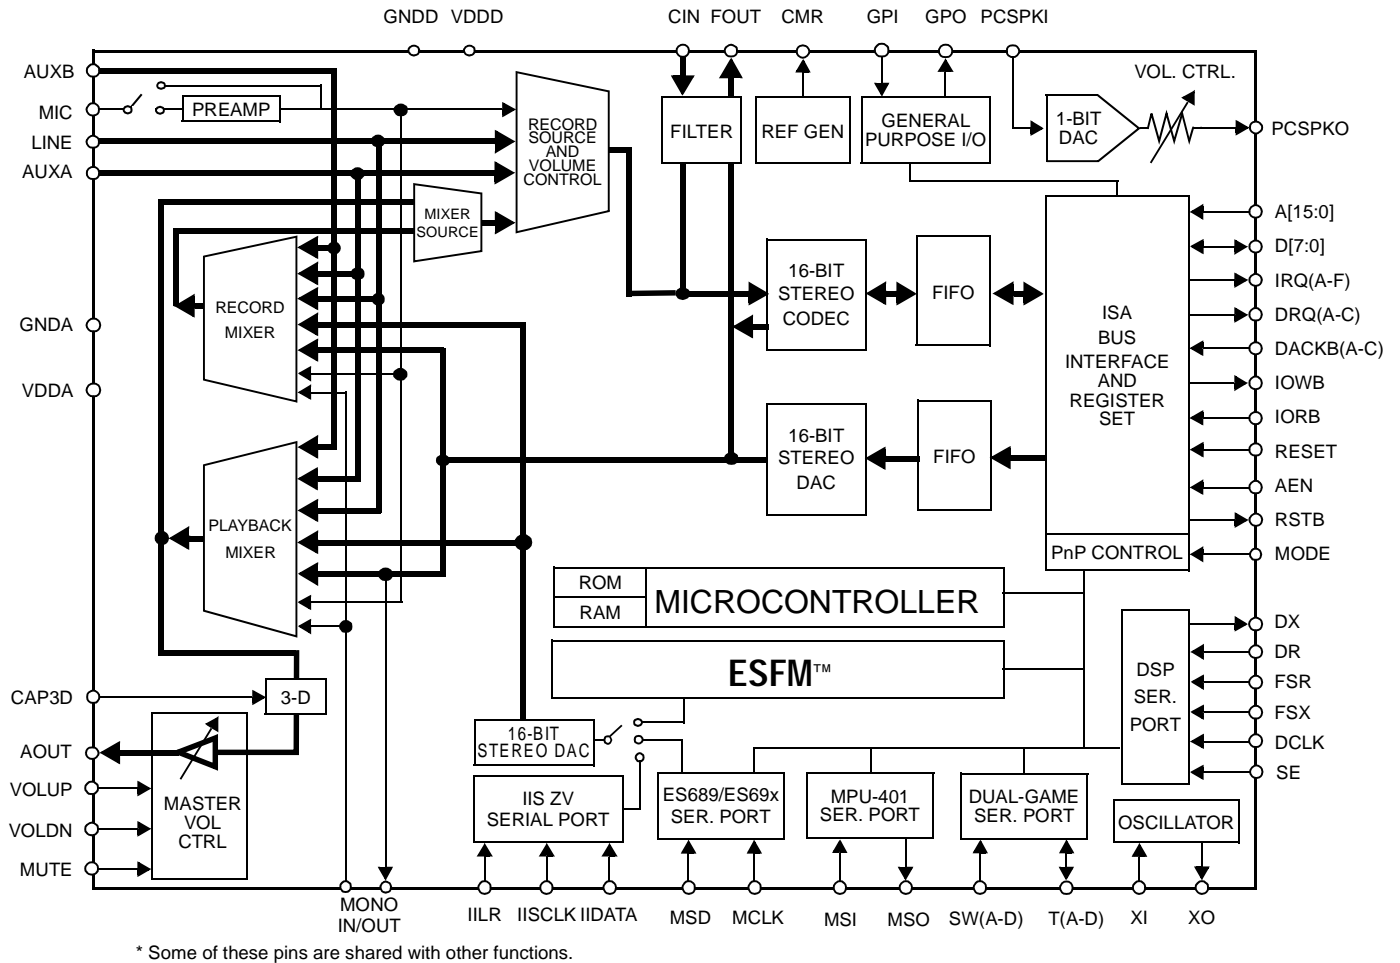 GNDD VDDD CIN FOUT CMR GPI GPO PCSPKI
AUXB
MIC
LINE
AUXA
GNDA
VDDA
CAP3D
AOUT
VOLUP
VOLDN
MUTE
PREAMP
RECORD
SOURCE
AND
VOLUME
CONTROL
MIXER
SOURCE
RECORD
MIXER
PLAYBACK
MIXER
3-D
MASTER
VOL
CTRL
FILTER
REF GEN
GENERAL
PURPOSE I/O
1-BIT
DAC
VOL. CTRL.
16-BIT
STEREO
CODEC
FIFO
16-BIT
STEREO
DAC
FIFO
ISA
BUS
INTERFACE
AND
REGISTER
SET
PnP CONTROL
ROM
RAM
MICROCONTROLLER
ESFM™
16-BIT
STEREO DAC
IIS ZV
SERIAL PORT
ES689/ES69x
SER. PORT
MPU-401
SER. PORT
DUAL-GAME
SER. PORT
OSCILLATOR
DSP
SER.
PORT
PCSPKO
A[15:0]
D[7:0]
IRQ(A-F)
DRQ(A-C)
DACKB(A-C)
IOWB
IORB
RESET
AEN
RSTB
MODE
DX
DR
FSR
FSX
DCLK
SE
MONO
IN/OUT
IILR IISCLK IIDATA MSD MCLK MSI MSO SW(A-D) T(A-D) XI XO
* Some of these pins are shared with other functions.